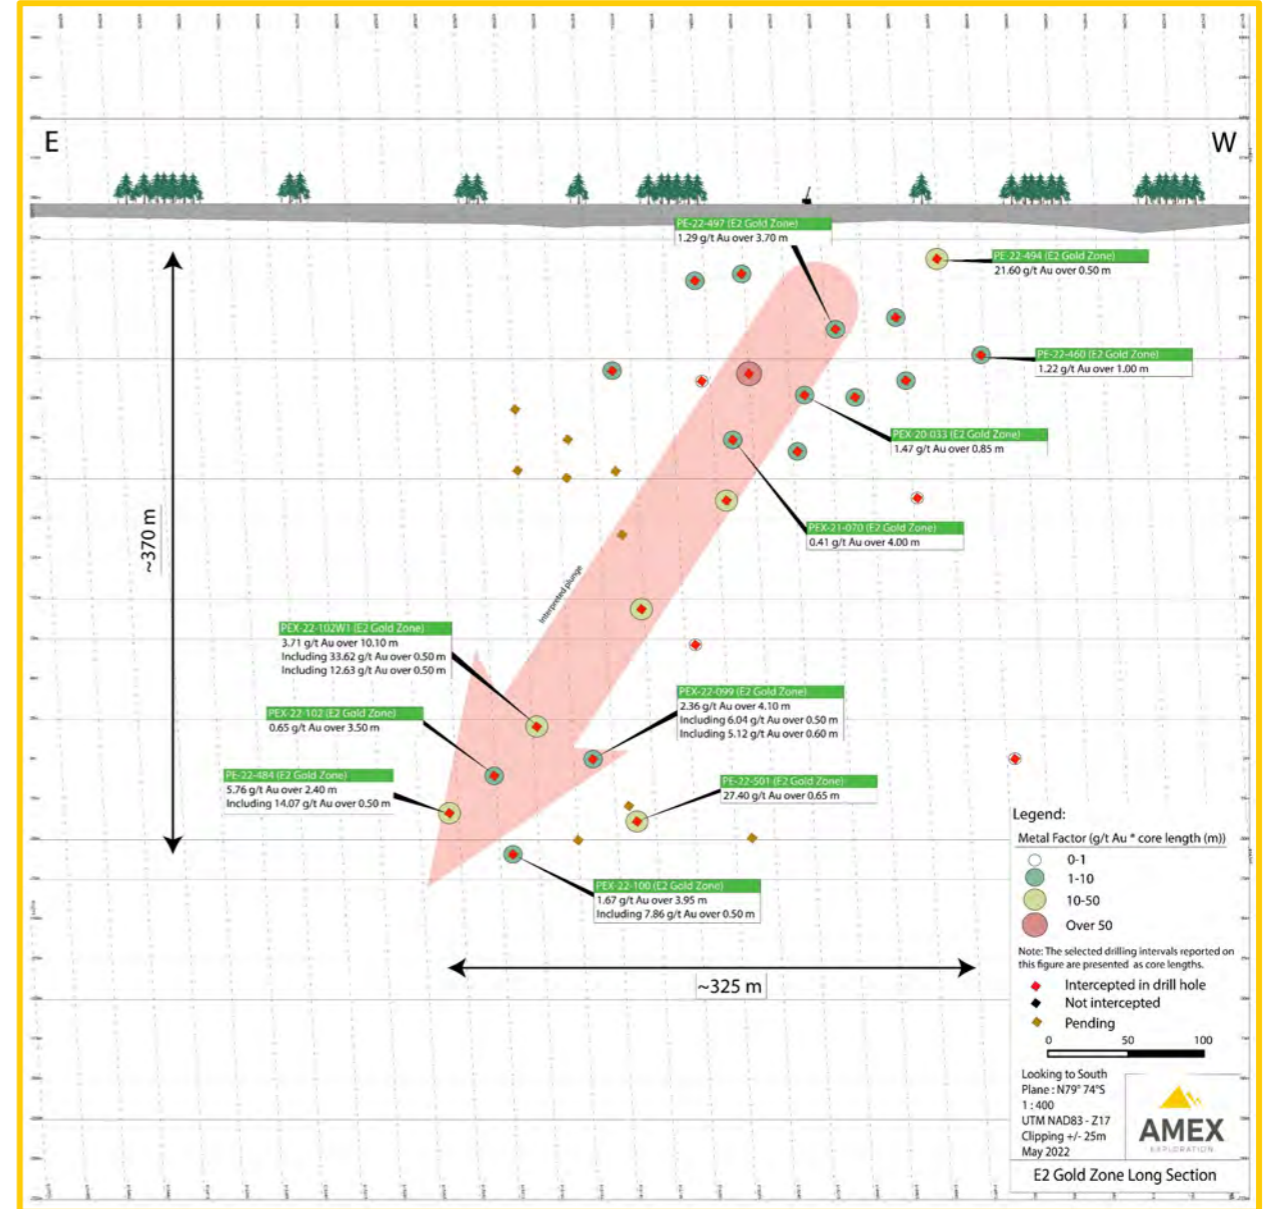 E
W
PE-22-497 (E2 Gold Zone)
1.29 g/t Au over 3.70 m
PE-22-494 (E2 Gold Zone)
21.60 g/t Au over 0.50 m
PE-22-460 (E2 Gold Zone)
1.22 g/t Au over 1.00 m
PEX-20-033 (E2 Gold Zone)
1.47 g/t Au over 0.85 m
~370 m
PEX-21-070 (E2 Gold Zone)
0.41 g/t Au over 4.00 m
Interpreted plunge
PEX-22-102W1 (E2 Gold Zone)
3.71 g/t Au over 10.10 m
Including 33.62 g/t Au over 0.50 m
Including 12.63 g/t Au over 0.50 m
PEX-22-099 (E2 Gold Zone)
2.36 g/t Au over 4.10 m
Including 6.04 g/t Au over 0.50 m
Including 5.12 g/t Au over 0.60 m
PEX-22-102 (E2 Gold Zone)
0.65 g/t Au over 3.50 m
PE-22-484 (E2 Gold Zone)
5.76 g/t Au over 2.40 m
Including 14.07 g/t Au over 0.50 m
PE-22-501 (E2 Gold Zone)
27.40 g/t Au over 0.65 m
PEX-22-100 (E2 Gold Zone)
1.67 g/t Au over 3.95 m
Including 7.86 g/t Au over 0.50 m
~325 m
Legend:
Metal Factor (g/t Au * core length (m))
0-1
1-10
10-50
Over 50
Note: The selected drilling intervals reported on
this figure are presented as core lengths.
Intercepted in drill hole
Not intercepted
Pending
0 50 100
Looking to South
Plane : N79° 74°S
1 : 400
UTM NAD83 - Z17
Clipping +/- 25m
May 2022
AMEX
EXPLORATION
E2 Gold Zone Long Section